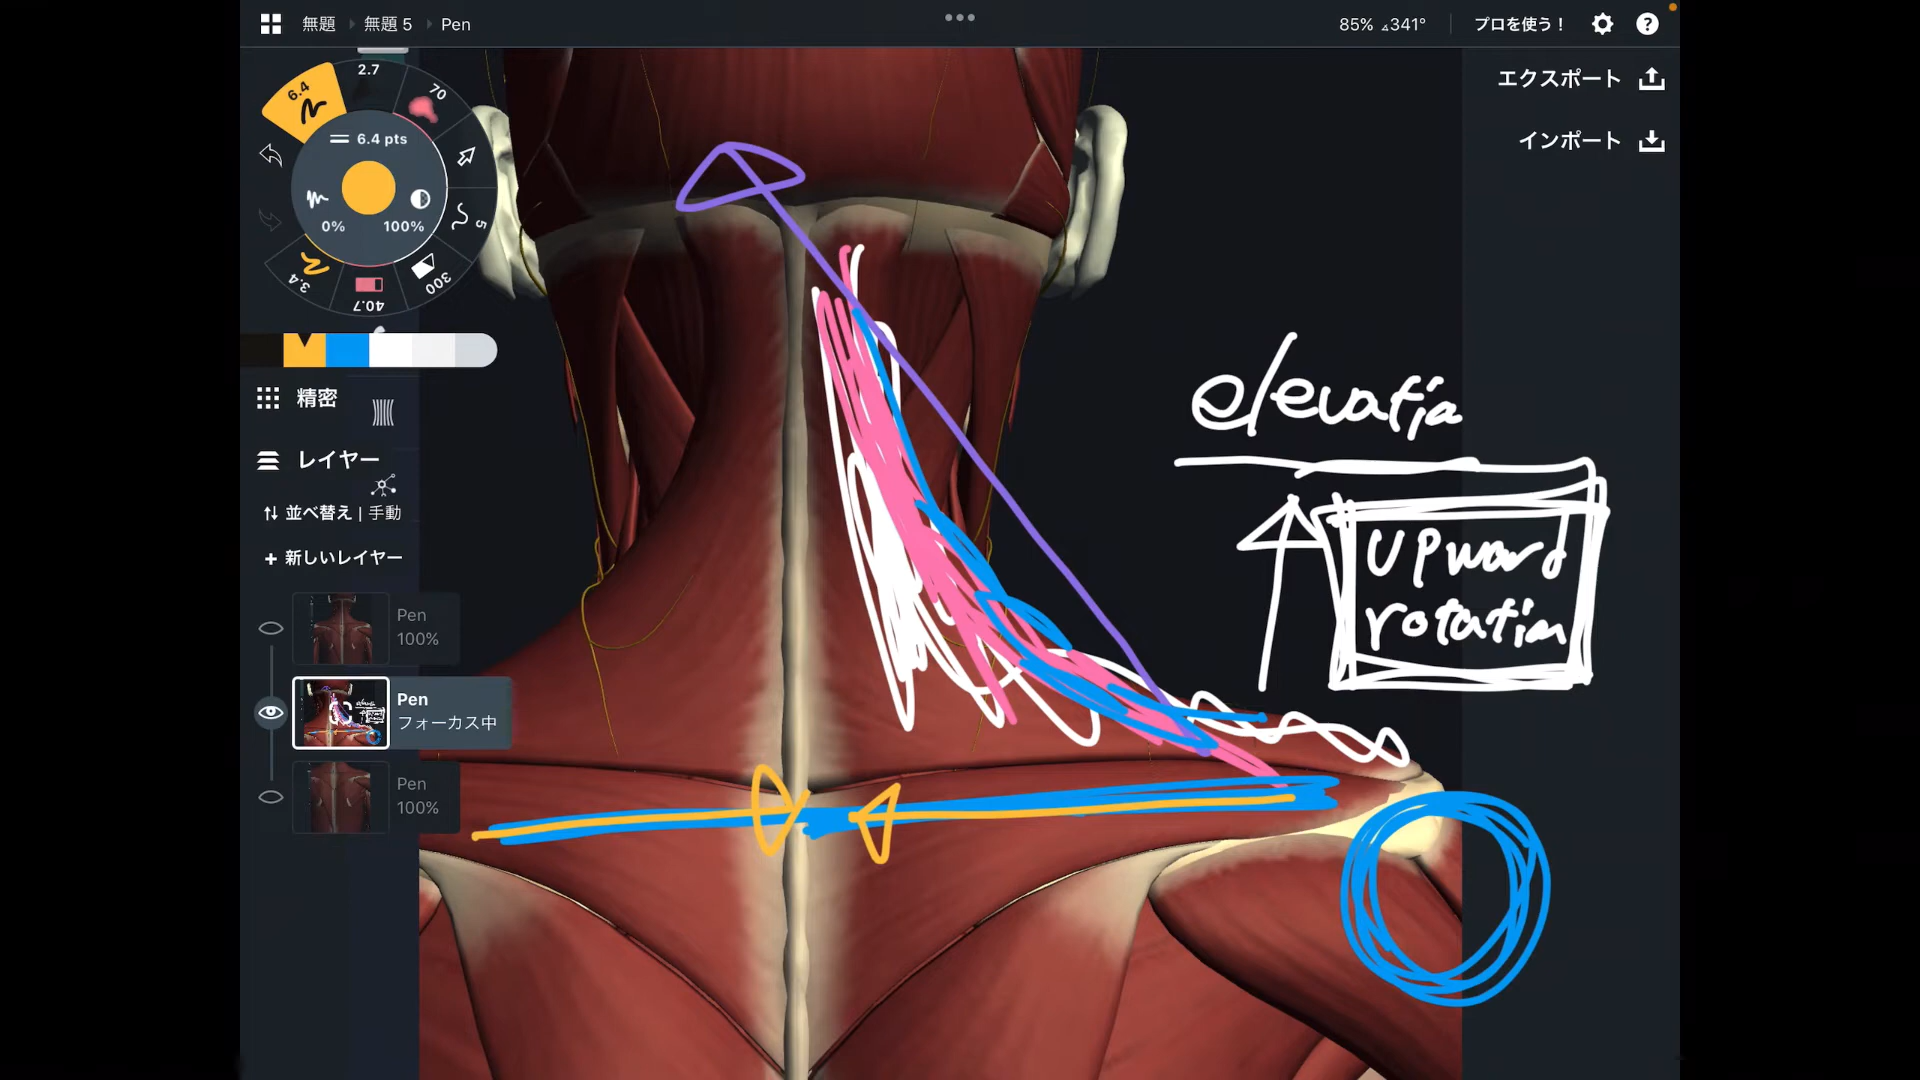 無題 無題 5 Pen
85% ⊿341°
プロを使う！
?
エクスポート
インポート
2.7
6.4
70
6.4 pts
0% 100%
5
3.4
40.7
300
精密
レイヤー
並べ替え | 手動
+ 新しいレイヤー
Pen
100%
Pen
フォーカス中
Pen
100%
elevatin
upward
rotatim